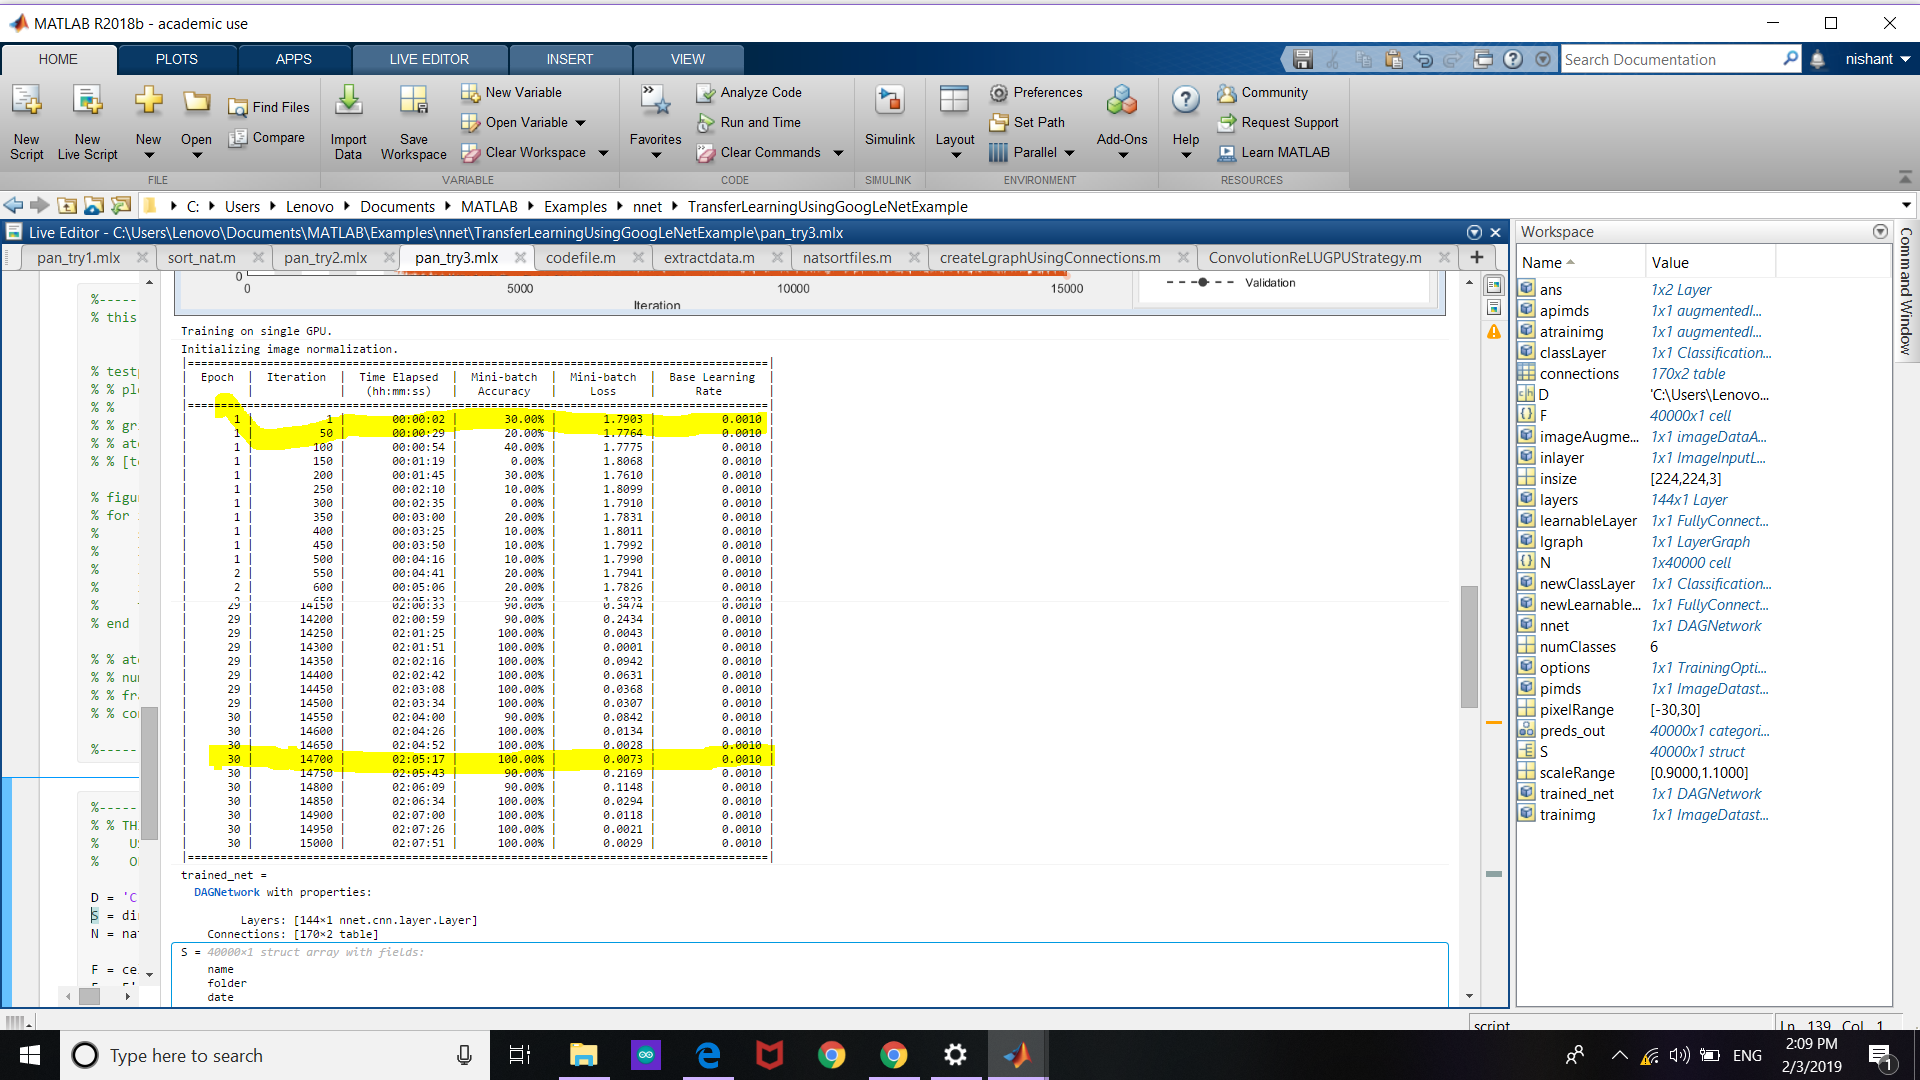 MATLAB R2018b - academic use
HOME PLOTS APPS LIVE EDITOR INSERT VIEW Search Documentation nishant
New Script
New Live Script
New
Open
Find Files
Compare
Import Data
Save Workspace
New Variable
Open Variable
Clear Workspace
Favorites
Analyze Code
Run and Time
Clear Commands
Simulink
Layout
Preferences
Set Path
Parallel
Add-Ons
Help
Community
Request Support
Learn MATLAB
FILE VARIABLE CODE SIMULINK ENVIRONMENT RESOURCES
C: Users Lenovo Documents MATLAB Examples nnet TransferLearningUsingGoogLeNetExample
Live Editor - C:\Users\Lenovo\Documents\MATLAB\Examples\nnet\TransferLearningUsingGoogLeNetExample\pan_try3.mlx
pan_try1.mlx sort_nat.m pan_try2.mlx pan_try3.mlx codefile.m extractdata.m natsortfiles.m createLgraphUsingConnections.m ConvolutionReLUGPUStrategy.m
%-----
% this
% test
% % plo
% %
% % gr
% % ato
% % [te
% figu
% for
%
%
%
%
%
% end
% % ato
% % nu
% % fra
% % co
%-----
%-----
% % TH
% U
% O
D = 'C
S = di
N = na
F = ce
0
0 5000 10000 15000
Iteration
Validation
Training on single GPU.
Initializing image normalization.
|======================================================================================|
| Epoch | Iteration | Time Elapsed | Mini-batch | Mini-batch | Base Learning |
| | | (hh:mm:ss) | Accuracy | Loss | Rate |
|======================================================================================|
| 1 | 1 | 00:00:02 | 30.00% | 1.7903 | 0.0010 |
| 1 | 50 | 00:00:29 | 20.00% | 1.7764 | 0.0010 |
| 1 | 100 | 00:00:54 | 40.00% | 1.7775 | 0.0010 |
| 1 | 150 | 00:01:19 | 0.00% | 1.8068 | 0.0010 |
| 1 | 200 | 00:01:45 | 30.00% | 1.7610 | 0.0010 |
| 1 | 250 | 00:02:10 | 10.00% | 1.8099 | 0.0010 |
| 1 | 300 | 00:02:35 | 0.00% | 1.7910 | 0.0010 |
| 1 | 350 | 00:03:00 | 20.00% | 1.7831 | 0.0010 |
| 1 | 400 | 00:03:25 | 10.00% | 1.8011 | 0.0010 |
| 1 | 450 | 00:03:50 | 10.00% | 1.7992 | 0.0010 |
| 1 | 500 | 00:04:16 | 10.00% | 1.7990 | 0.0010 |
| 2 | 550 | 00:04:41 | 20.00% | 1.7941 | 0.0010 |
| 2 | 600 | 00:05:06 | 20.00% | 1.7826 | 0.0010 |
| 29 | 14150 | 02:00:33 | 90.00% | 0.3474 | 0.0010 |
| 29 | 14200 | 02:00:59 | 90.00% | 0.2434 | 0.0010 |
| 29 | 14250 | 02:01:25 | 100.00% | 0.0043 | 0.0010 |
| 29 | 14300 | 02:01:51 | 100.00% | 0.0001 | 0.0010 |
| 29 | 14350 | 02:02:16 | 100.00% | 0.0942 | 0.0010 |
| 29 | 14400 | 02:02:42 | 100.00% | 0.0631 | 0.0010 |
| 29 | 14450 | 02:03:08 | 100.00% | 0.0368 | 0.0010 |
| 29 | 14500 | 02:03:34 | 100.00% | 0.0307 | 0.0010 |
| 30 | 14550 | 02:04:00 | 90.00% | 0.0842 | 0.0010 |
| 30 | 14600 | 02:04:26 | 100.00% | 0.0134 | 0.0010 |
| 30 | 14650 | 02:04:52 | 100.00% | 0.0028 | 0.0010 |
| 30 | 14700 | 02:05:17 | 100.00% | 0.0073 | 0.0010 |
| 30 | 14750 | 02:05:43 | 90.00% | 0.2169 | 0.0010 |
| 30 | 14800 | 02:06:09 | 90.00% | 0.1148 | 0.0010 |
| 30 | 14850 | 02:06:34 | 100.00% | 0.0294 | 0.0010 |
| 30 | 14900 | 02:07:00 | 100.00% | 0.0118 | 0.0010 |
| 30 | 14950 | 02:07:26 | 100.00% | 0.0021 | 0.0010 |
| 30 | 15000 | 02:07:51 | 100.00% | 0.0029 | 0.0010 |
|======================================================================================|
trained_net =
DAGNetwork with properties:
Layers: [144×1 nnet.cnn.layer.Layer]
Connections: [170×2 table]
S = 40000×1 struct array with fields:
name
folder
date
Workspace
Name Value
ans 1x2 Layer
apimds 1x1 augmentedI...
atrainimg 1x1 augmentedI...
classLayer 1x1 Classification...
connections 170x2 table
D 'C:\Users\Lenovo...
F 40000x1 cell
imageAugme... 1x1 imageDataA...
inlayer 1x1 ImageInputL...
insize [224,224,3]
layers 144x1 Layer
learnableLayer 1x1 FullyConnect...
lgraph 1x1 LayerGraph
N 1x40000 cell
newClassLayer 1x1 Classification...
newLearnable... 1x1 FullyConnect...
nnet 1x1 DAGNetwork
numClasses 6
options 1x1 TrainingOpti...
pimds 1x1 ImageDatast...
pixelRange [-30,30]
preds_out 40000x1 categori...
S 40000x1 struct
scaleRange [0.9000,1.1000]
trained_net 1x1 DAGNetwork
trainimg 1x1 ImageDatast...
Command Window
script Ln 139 Col 1
Type here to search
ENG
2:09 PM
2/3/2019
1